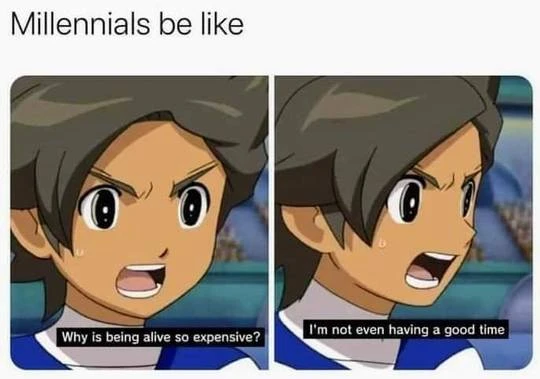 Millennials be like
Why is being alive so expensive?
I'm not even having a good time